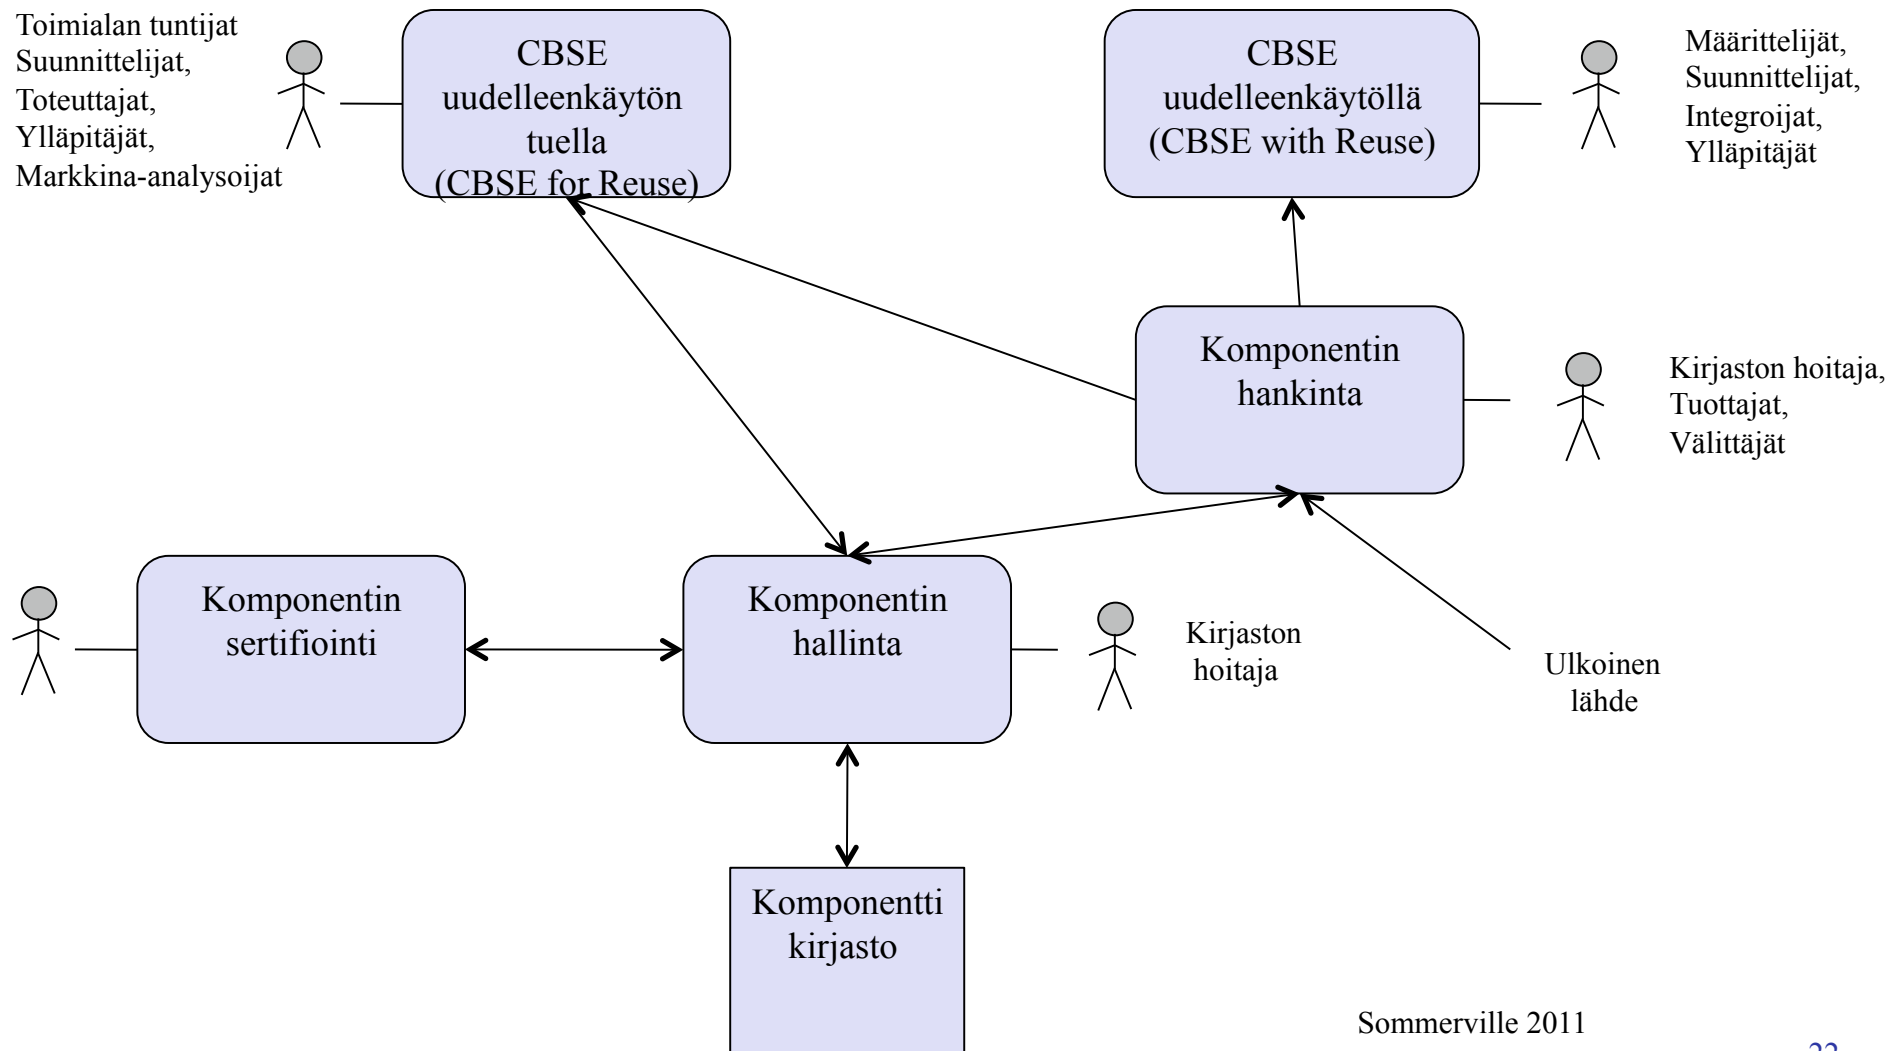 Toimialan tuntijat
Suunnittelijat,
Toteuttajat,
Ylläpitäjät,
Markkina-analysoijat
CBSE
uudelleenkäytön
tuella
(CBSE for Reuse)
CBSE
uudelleenkäytöllä
(CBSE with Reuse)
Määrittelijät,
Suunnittelijat,
Integroijat,
Ylläpitäjät
Komponentin
hankinta
Kirjaston hoitaja,
Tuottajat,
Välittäjät
Komponentin
sertifiointi
Komponentin
hallinta
Kirjaston
hoitaja
Ulkoinen
lähde
Komponentti
kirjasto
Sommerville 2011